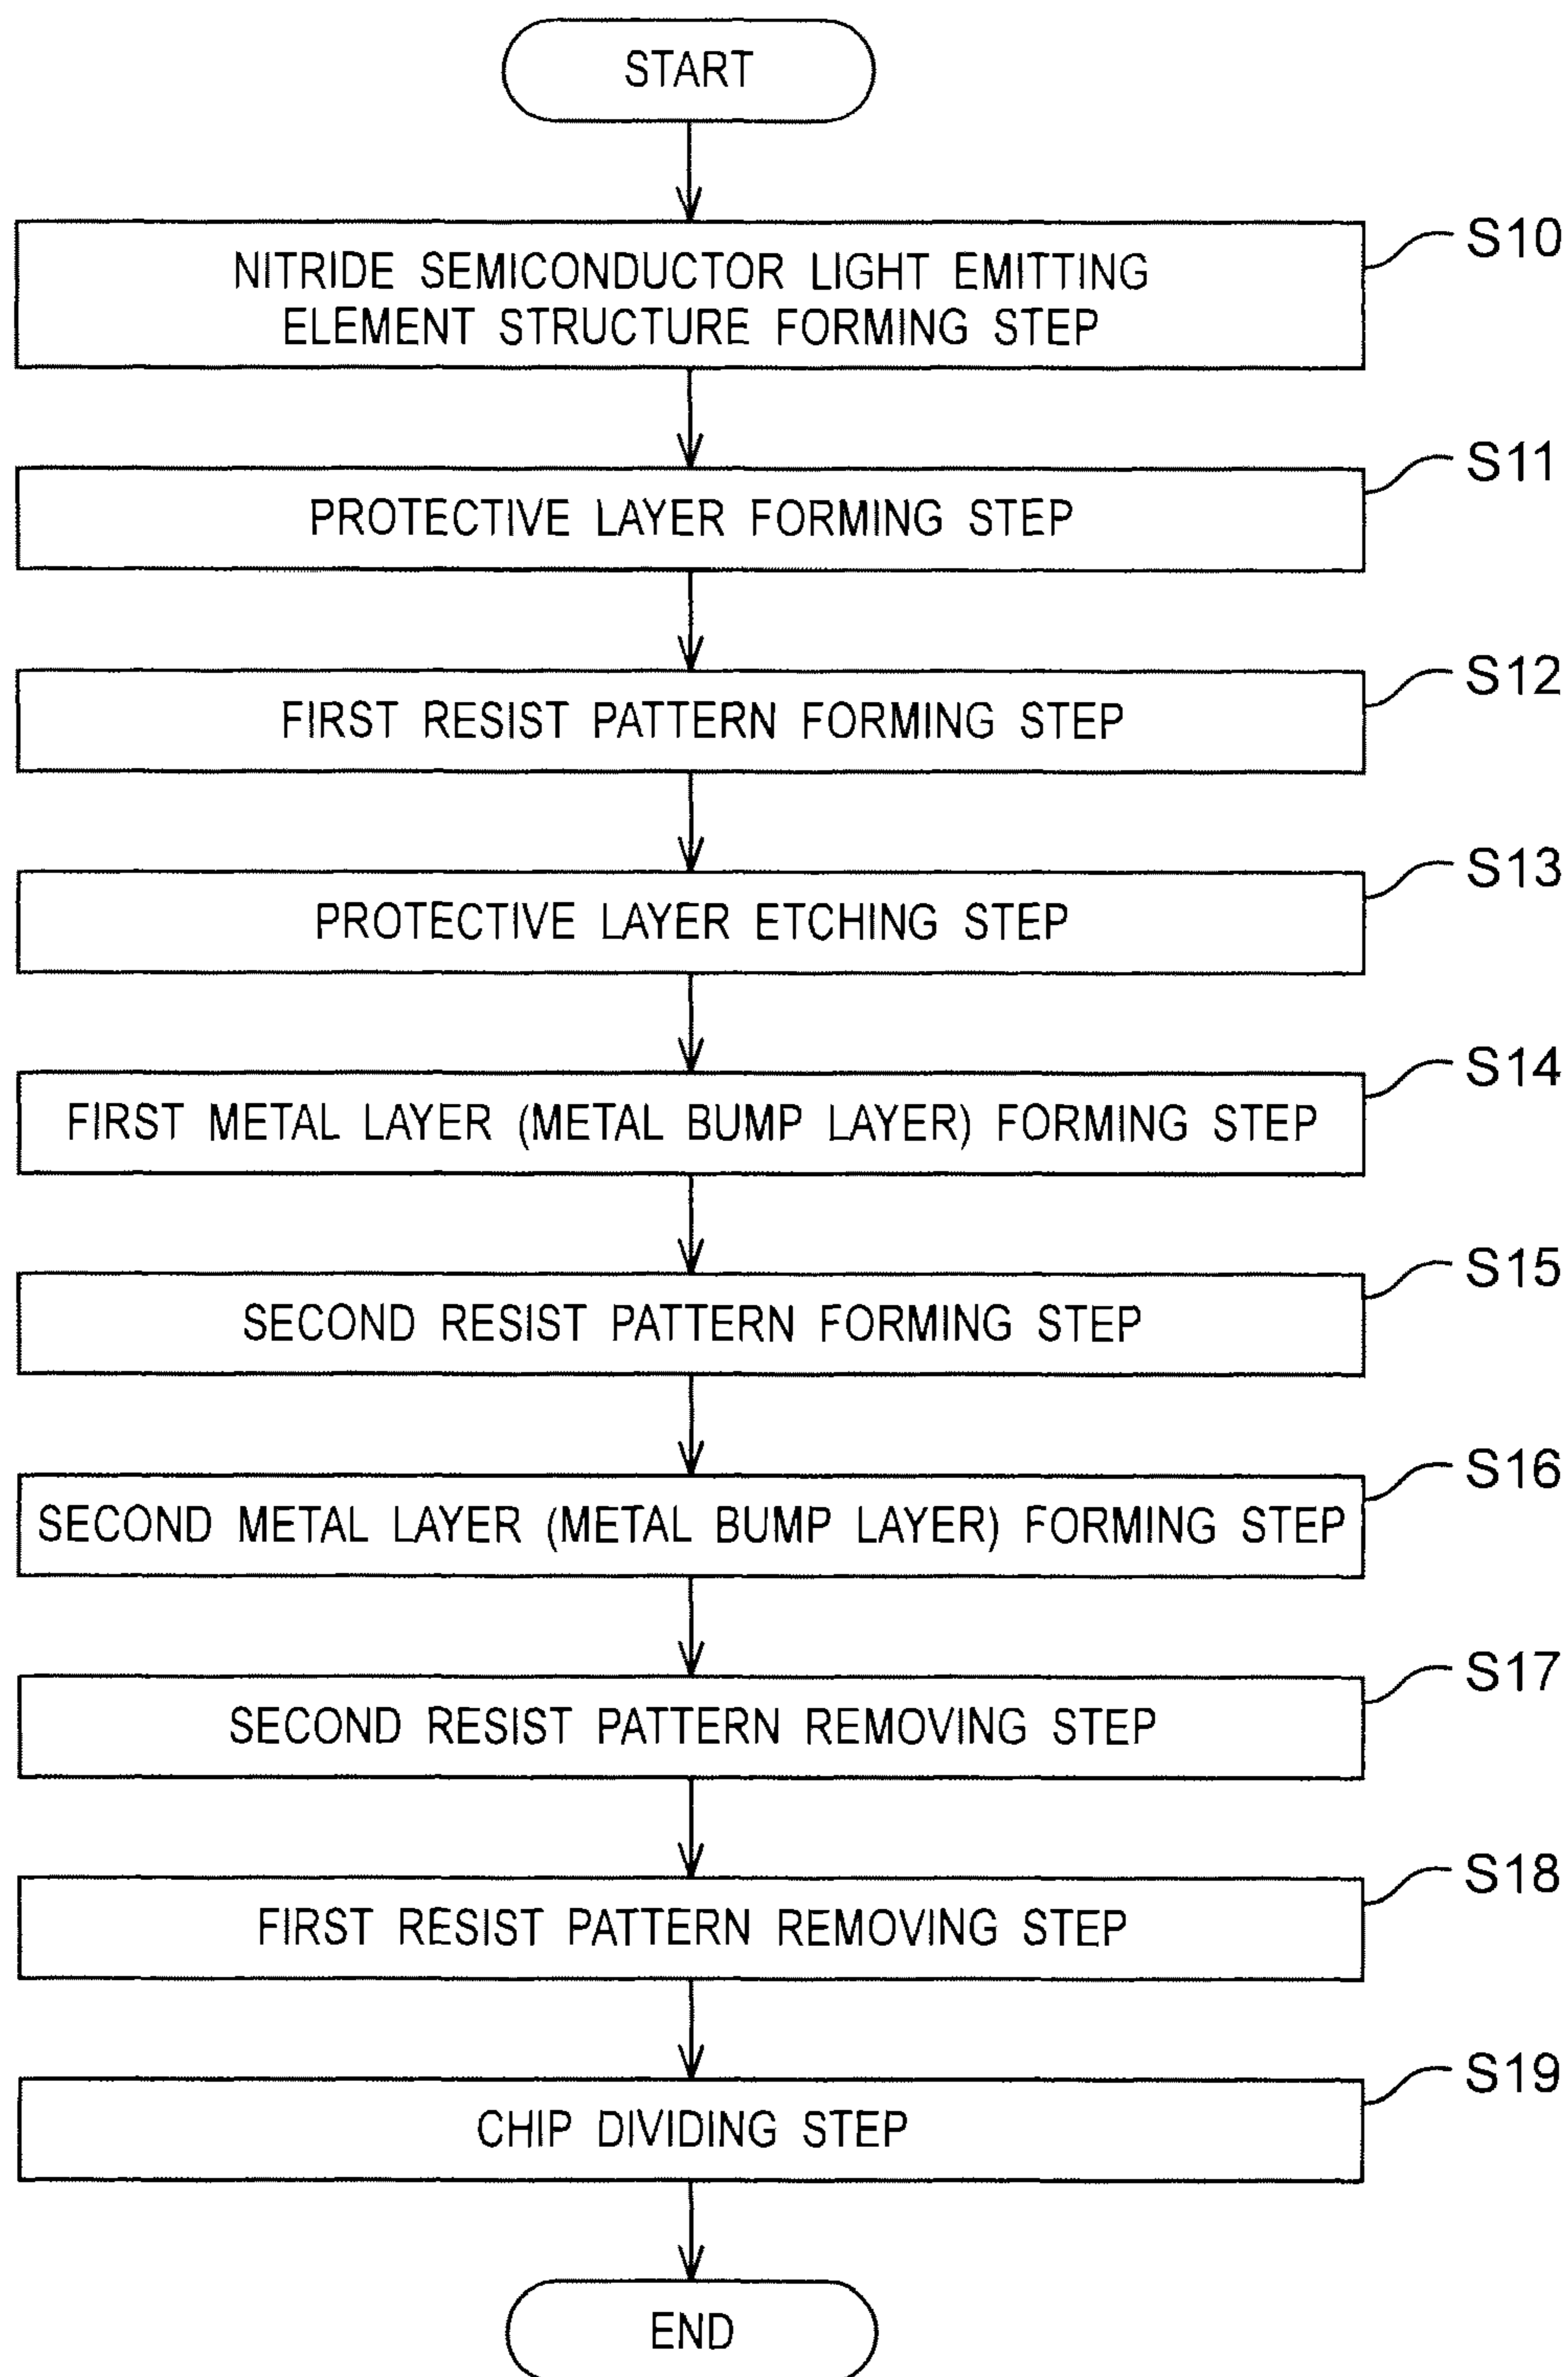 START
S10
NITRIDE SEMICONDUCTOR LIGHT EMITTING
ELEMENT STRUCTURE FORMING STEP
S11
PROTECTIVE LAYER FORMING STEP
S12
FIRST RESIST PATTERN FORMING STEP
S13
PROTECTIVE LAYER ETCHING STEP
S14
FIRST METAL LAYER (METAL BUMP LAYER) FORMING STEP
S15
SECOND RESIST PATTERN FORMING STEP
S16
SECOND METAL LAYER (METAL BUMP LAYER) FORMING STEP
S17
SECOND RESIST PATTERN REMOVING STEP
S18
FIRST RESIST PATTERN REMOVING STEP
S19
CHIP DIVIDING STEP
END